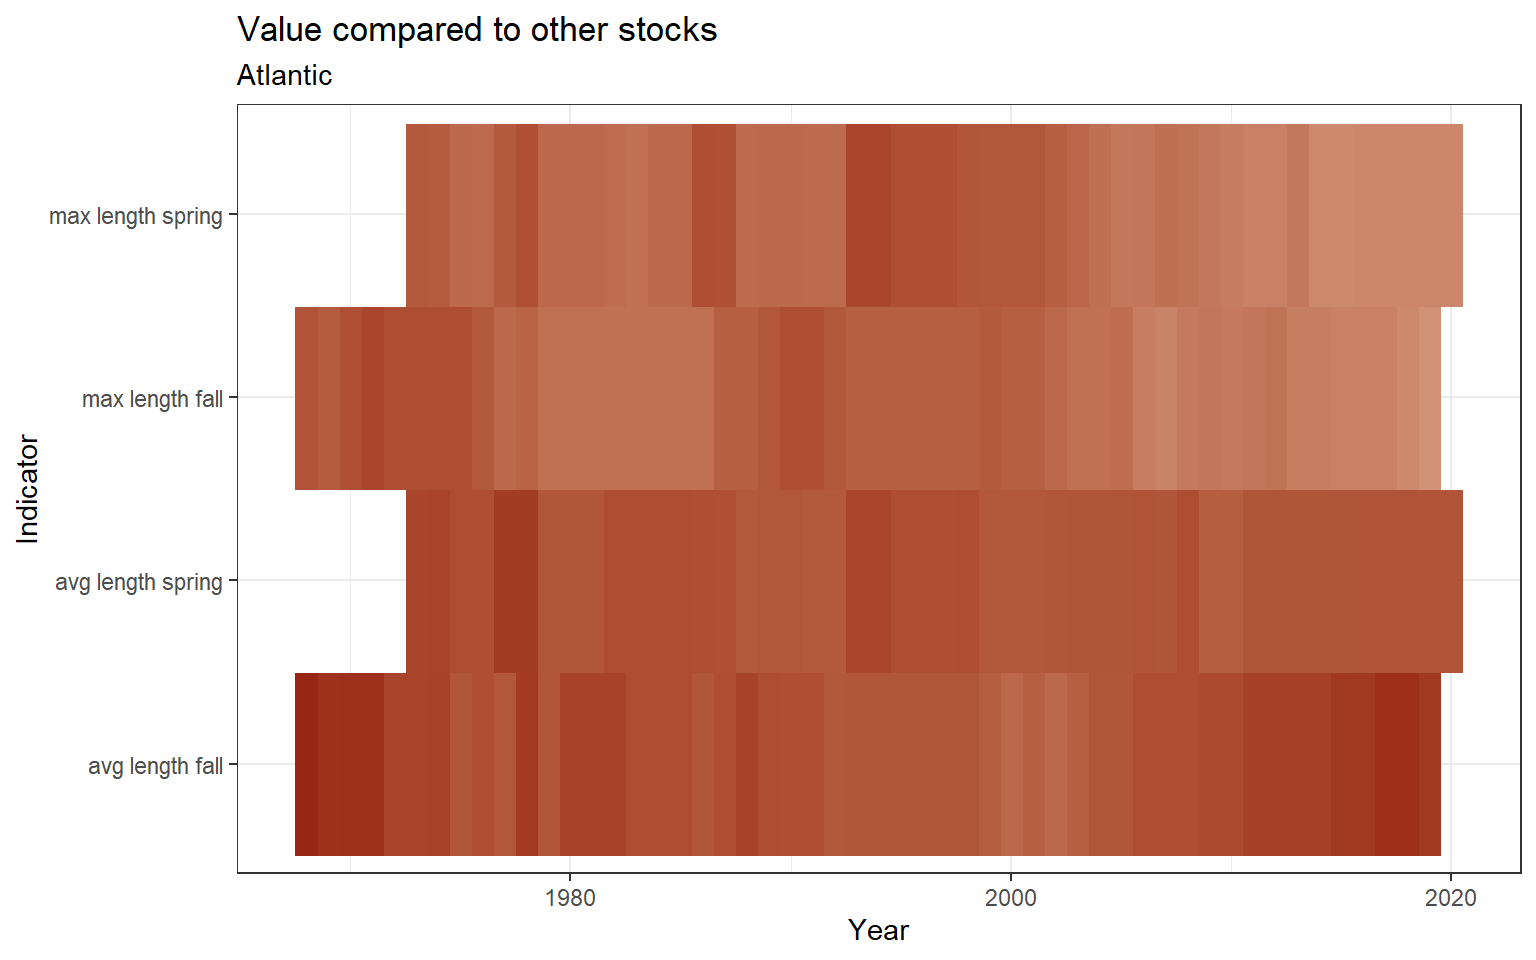 Value compared to other stocks
Atlantic
max length spring
max length fall
avg length spring
avg length fall
Indicator
1980
2000
2020
Year